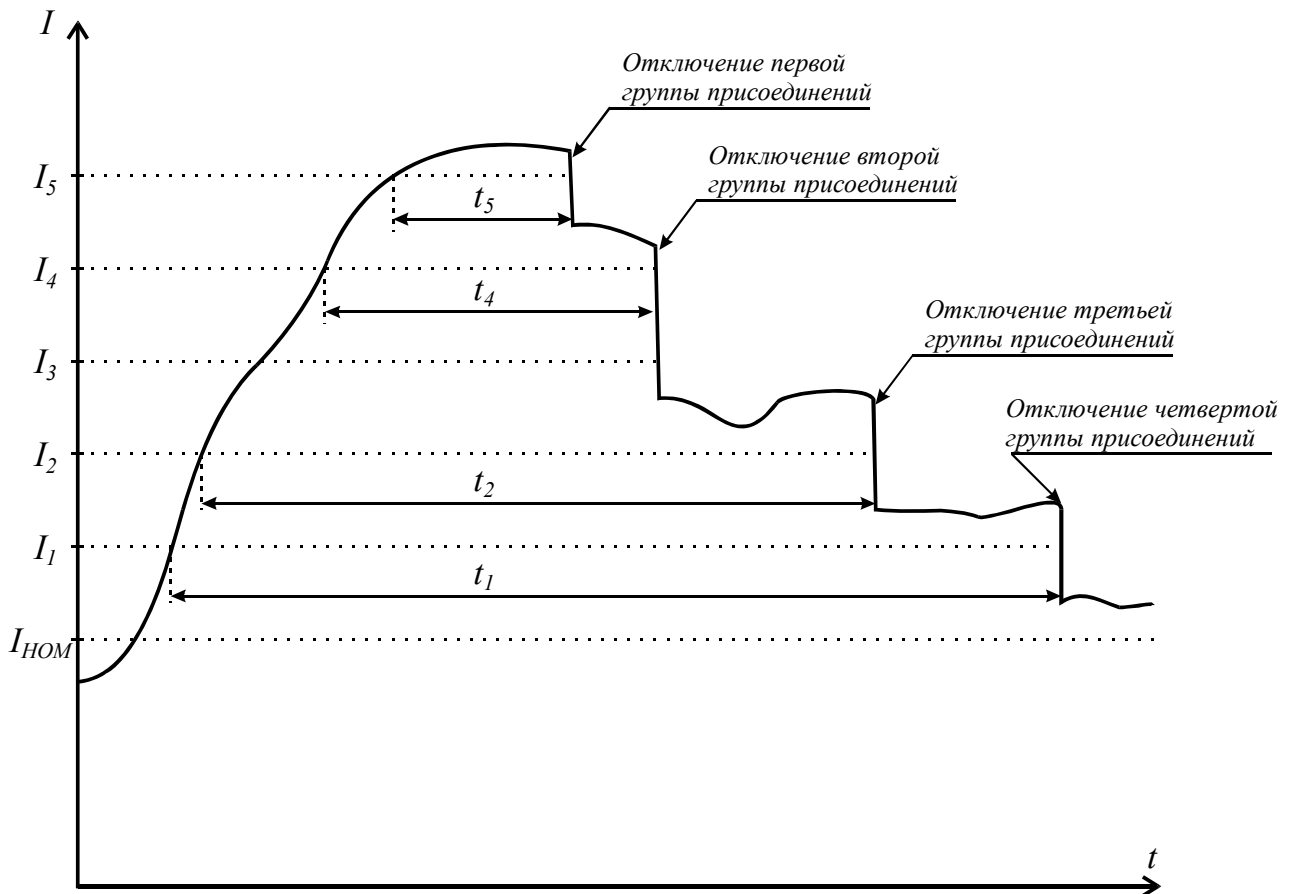 I
Отключение первой
группы присоединений
Отключение второй
группы присоединений
I5
t5
I4
t4
Отключение третьей
группы присоединений
I3
Отключение четвертой
группы присоединений
I2
t2
I1
t1
IНОМ
t